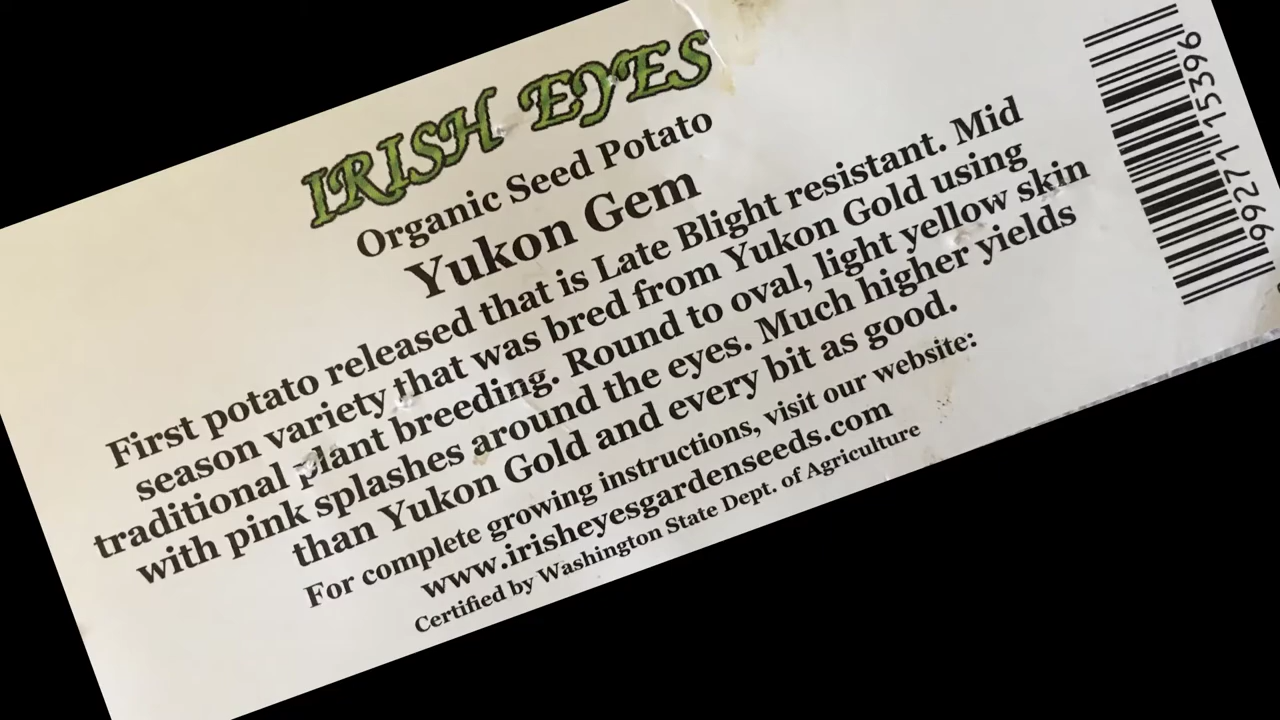 IRISH EYES
Organic Seed Potato
Yukon Gem
First potato released that is Late Blight resistant. Mid
season variety that was bred from Yukon Gold using
traditional plant breeding. Round to oval, light yellow skin
with pink splashes around the eyes. Much higher yields
than Yukon Gold and every bit as good.
For complete growing instructions, visit our website:
www.irisheyesgardenseeds.com
Certified by Washington State Dept. of Agriculture
99271 15396